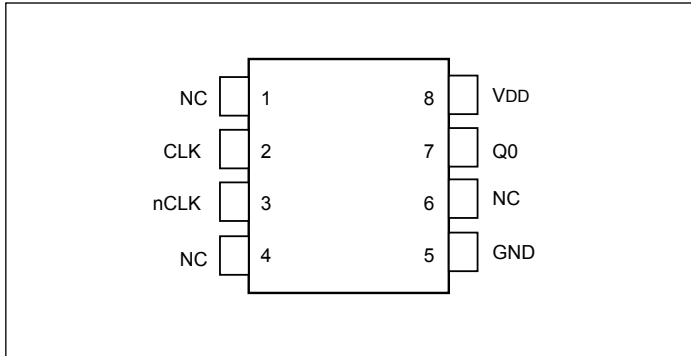 NC 1 8 VDD
CLK 2 7 Q0
nCLK 3 6 NC
NC 4 5 GND